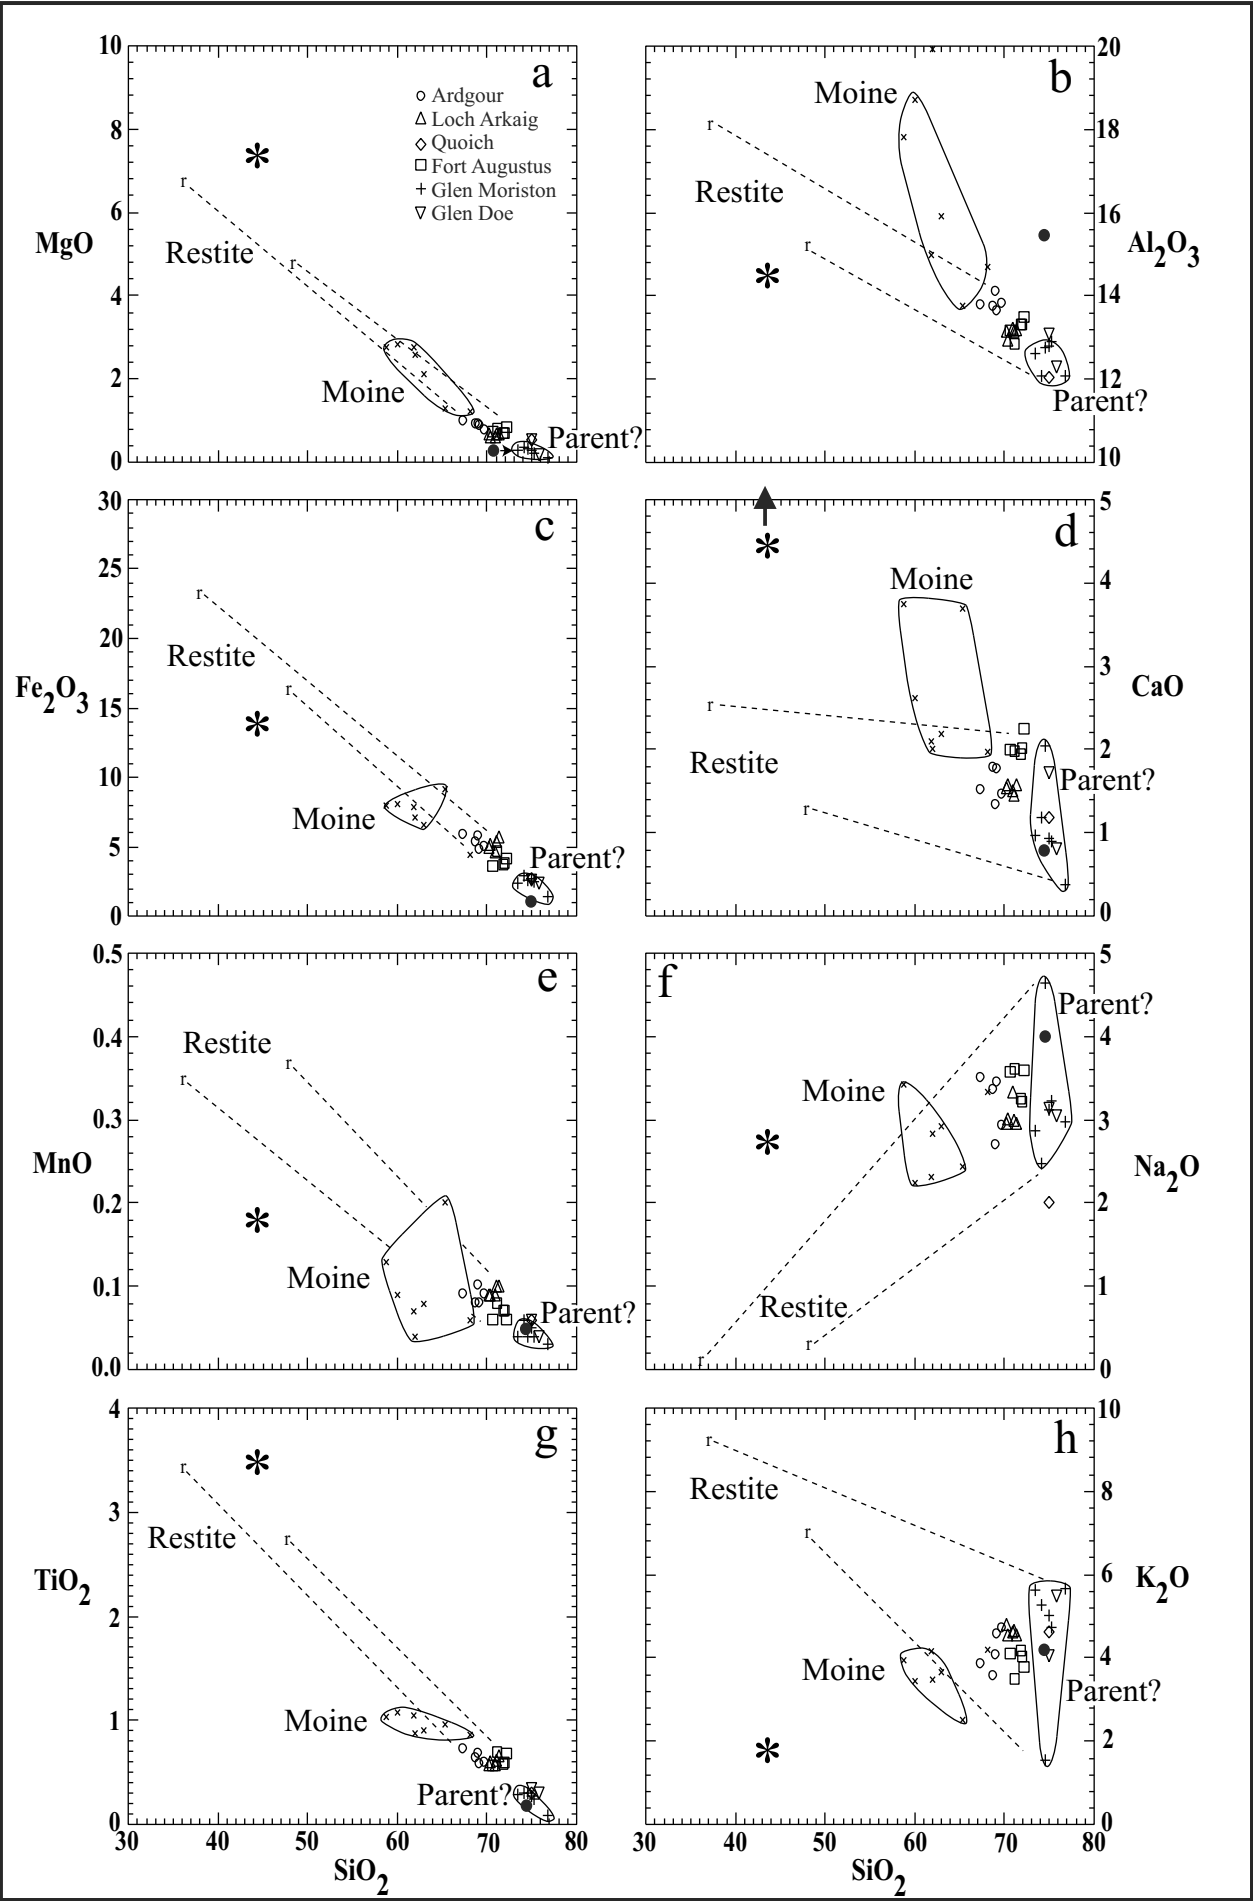 10
8
6
4
2
0
MgO
a
Ardgour
Loch Arkaig
Quoich
Fort Augustus
Glen Moriston
Glen Doe
*
r
r
Restite
Moine
Parent?
20
18
16
14
12
10
Al2O3
b
Moine
r
Restite
r
*
Parent?
30
25
20
15
10
5
0
Fe2O3
c
r
Restite
r
*
Moine
Parent?
5
4
3
2
1
0
CaO
d
*
Moine
r
Restite
r
Parent?
0.5
0.4
0.3
0.2
0.1
0.0
MnO
e
Restite
r
r
*
Moine
Parent?
5
4
3
2
1
0
Na2O
f
Parent?
Moine
*
Restite
r
r
4
3
2
1
0
TiO2
g
*
r
Restite
r
Moine
Parent?
30 40 50 60 70 80
SiO2
10
8
6
4
2
0
K2O
h
r
Restite
r
Moine
Parent?
*
30 40 50 60 70 80
SiO2